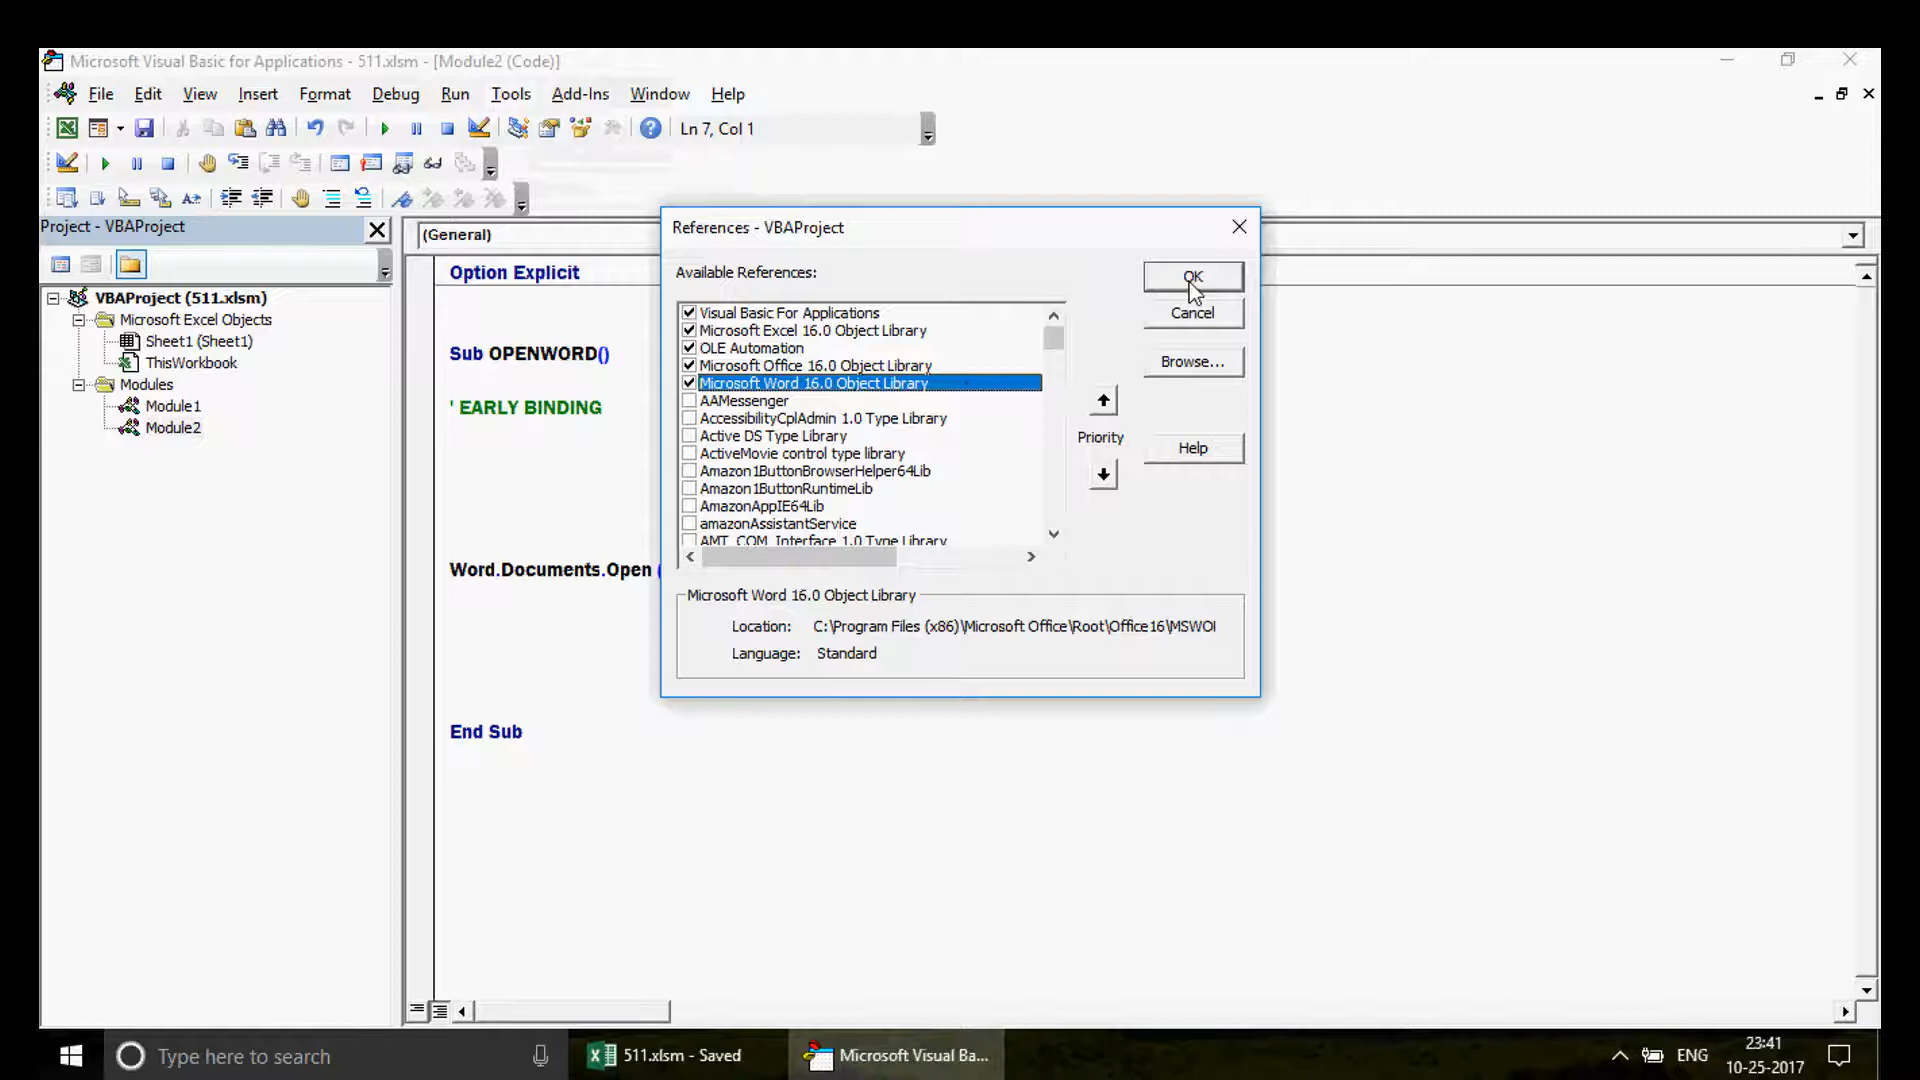 Microsoft Visual Basic for Applications - 511.xlsm - [Module2 (Code)]
File Edit View Insert Format Debug Run Tools Add-Ins Window Help
Ln 7, Col 1
Project - VBAProject
(General)
VBAProject (511.xlsm)
Microsoft Excel Objects
Sheet1 (Sheet1)
ThisWorkbook
Modules
Module1
Module2
Option Explicit
Sub OPENWORD()
' EARLY BINDING
Word.Documents.Open (
End Sub
References - VBAProject
Available References:
Visual Basic For Applications
Microsoft Excel 16.0 Object Library
OLE Automation
Microsoft Office 16.0 Object Library
Microsoft Word 16.0 Object Library
AAMessenger
AccessibilityCplAdmin 1.0 Type Library
Active DS Type Library
ActiveMovie control type library
Amazon1ButtonBrowserHelper64Lib
Amazon1ButtonRuntimeLib
AmazonAppIE64Lib
amazonAssistantService
AMT_COM_Interface 1.0 Type Library
OK
Cancel
Browse...
Priority
Help
Microsoft Word 16.0 Object Library
Location: C:\Program Files (x86)\Microsoft Office\Root\Office16\MSWOI
Language: Standard
Type here to search
511.xlsm - Saved
Microsoft Visual Ba...
ENG
23:41
10-25-2017